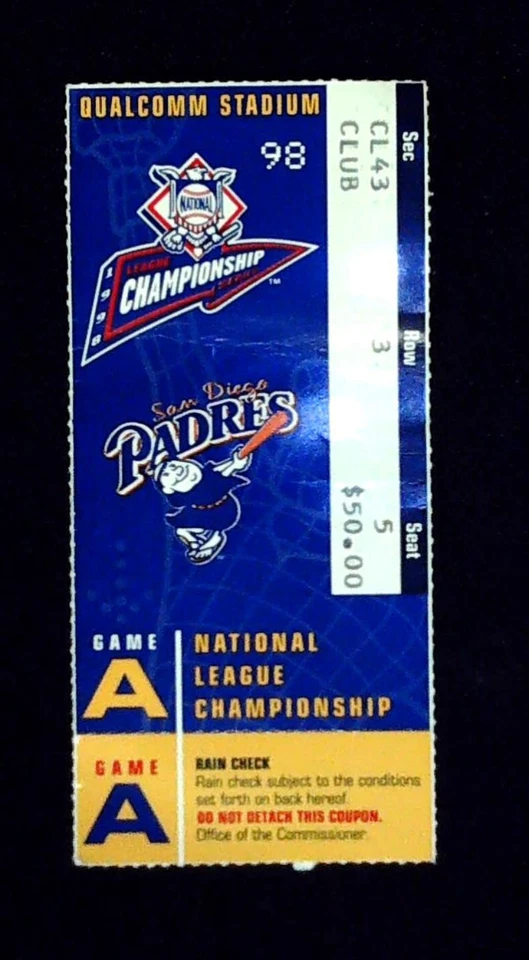 QUALCOMM STADIUM
98
NATIONAL
LEAGUE
CHAMPIONSHIP
SERIES
TM
1998
San Diego
PADRES
Sec Row Seat
CL43 3 5
CLUB $50.00
GAME
A
NATIONAL
LEAGUE
CHAMPIONSHIP
GAME
A
RAIN CHECK
Rain check subject to the conditions
set forth on back hereof.
DO NOT DETACH THIS COUPON.
Office of the Commissioner